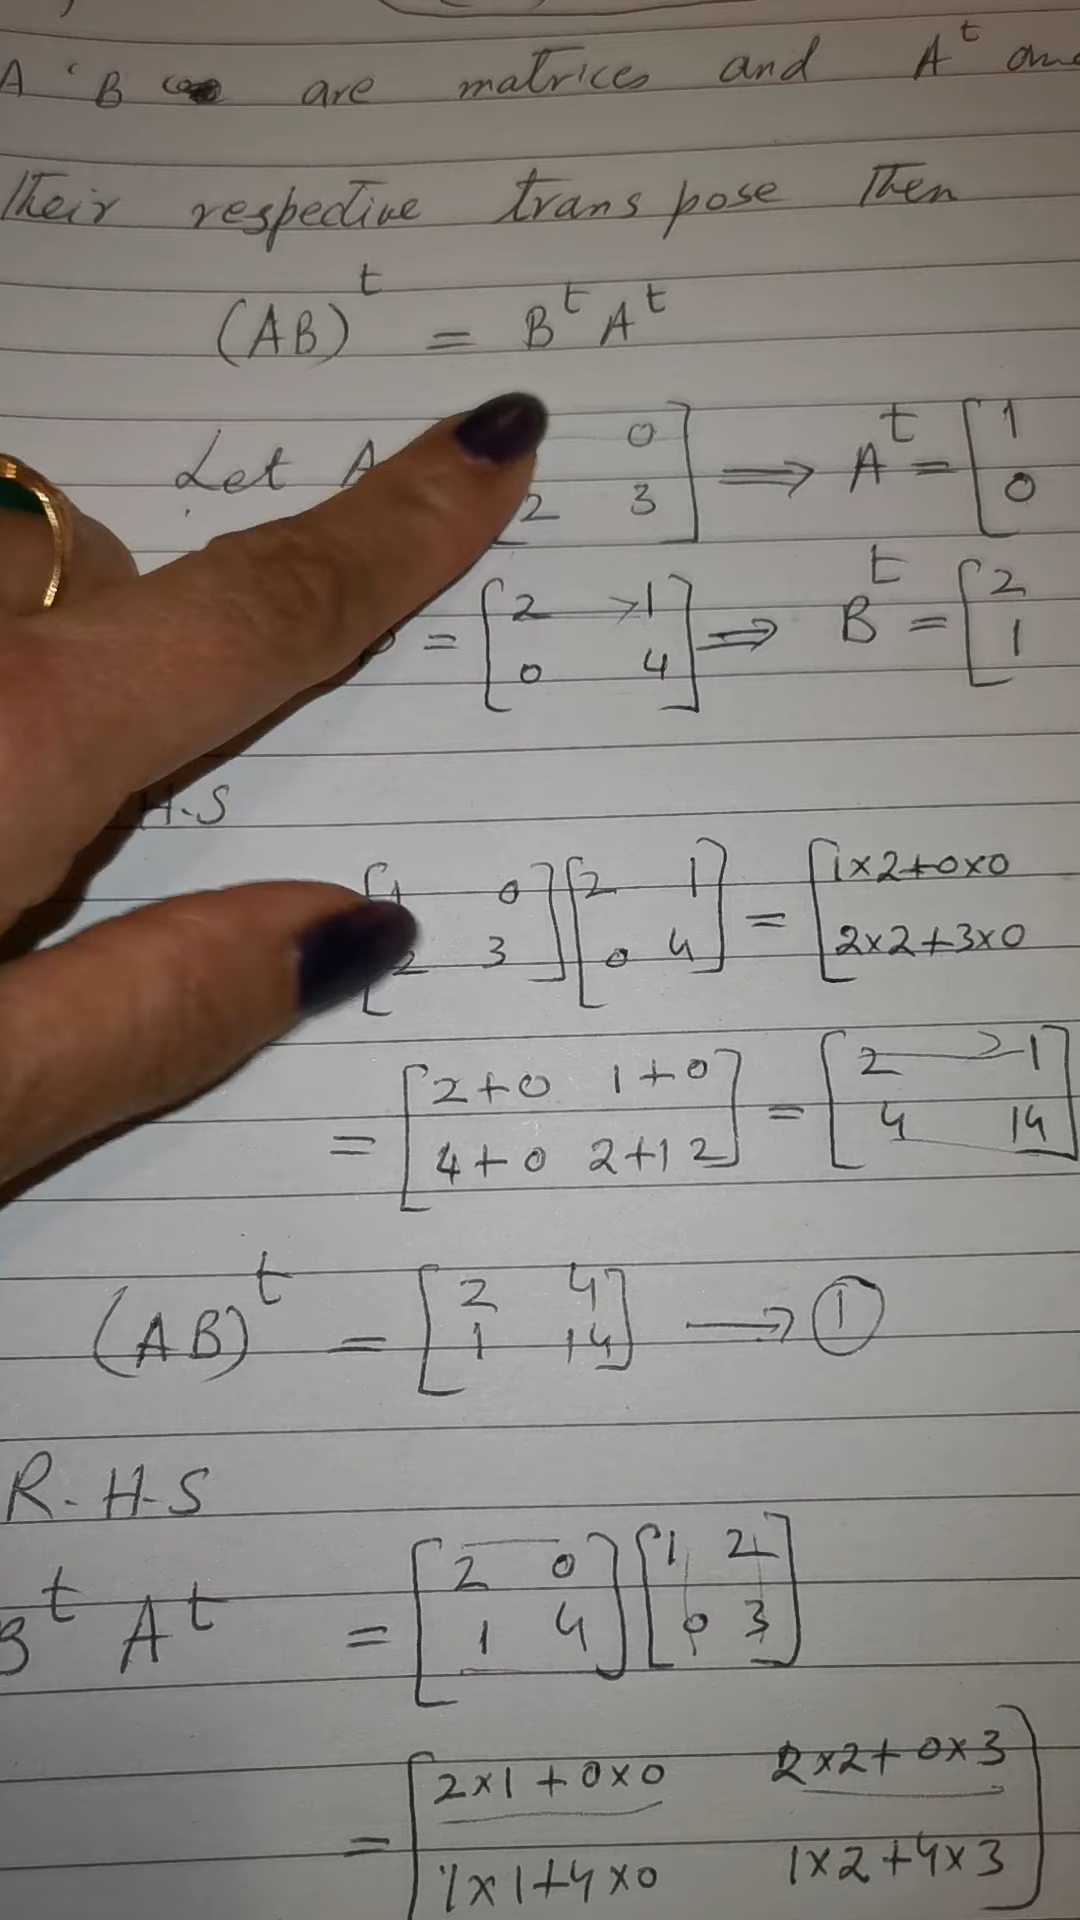 A ‘ B are matrices and A^t
Their respective transpose Then
(AB)^t = B^t A^t
Let A 0 ⟹ A^t = [1
2 3] 0
= [2 1 ⟹ B^t = [2
0 4] 1
H.S
[1 0 [2 1 = [1×2+0×0
2 3] 0 4] 2×2+3×0
= [2+0 1+0 = [2 1
4+0 2+12] 4 14]
(AB)^t = [2 4 → ①
1 14]
R.H.S
B^t A^t = [2 0 [1 2
1 4] 0 3]
= [2×1+0×0 2×2+0×3
1×1+4×0 1×2+4×3]